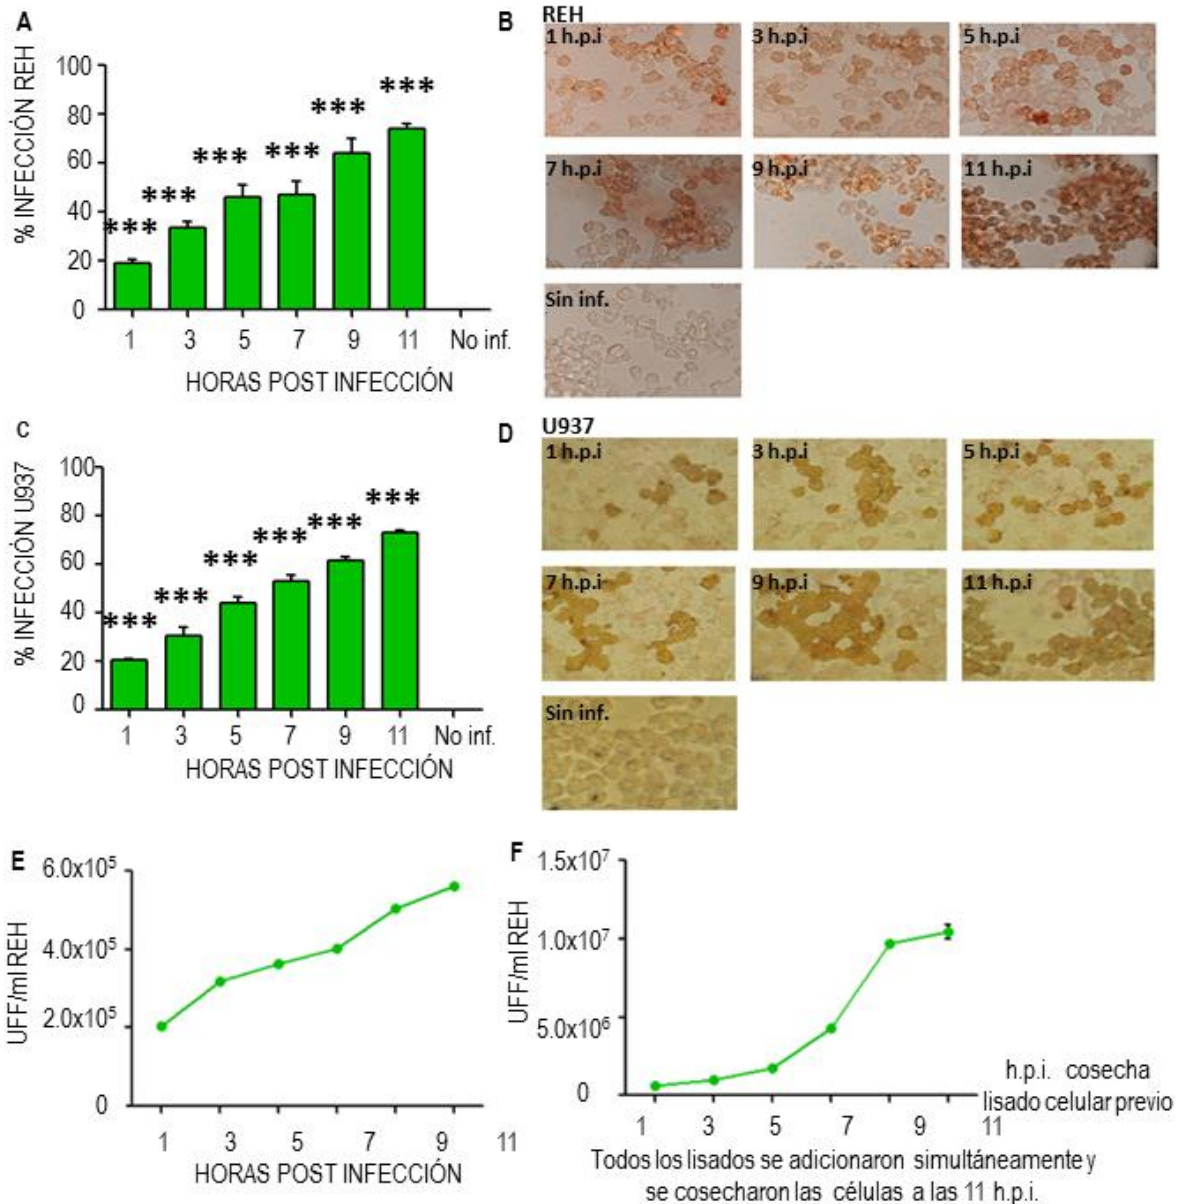 A
% INFECCIÓN REH
100
80
60
40
20
0
***
***
***
***
***
***
1 3 5 7 9 11 No inf.
HORAS POST INFECCIÓN
B
REH
1 h.p.i 3 h.p.i 5 h.p.i
7 h.p.i 9 h.p.i 11 h.p.i
Sin inf.
C
% INFECCIÓN U937
100
80
60
40
20
0
***
***
***
***
***
***
1 3 5 7 9 11 No inf.
HORAS POST INFECCIÓN
D
U937
1 h.p.i 3 h.p.i 5 h.p.i
7 h.p.i 9 h.p.i 11 h.p.i
Sin inf.
E
UFF/ml REH
6.0x10⁵
4.0x10⁵
2.0x10⁵
0
1 3 5 7 9 11
HORAS POST INFECCIÓN
F
UFF/ml REH
1.5x10⁷
1.0x10⁷
5.0x10⁶
0
1 3 5 7 9 11
h.p.i. cosecha
lisado celular previo
Todos los lisados se adicionaron simultáneamente y
se cosecharon las células a las 11 h.p.i.